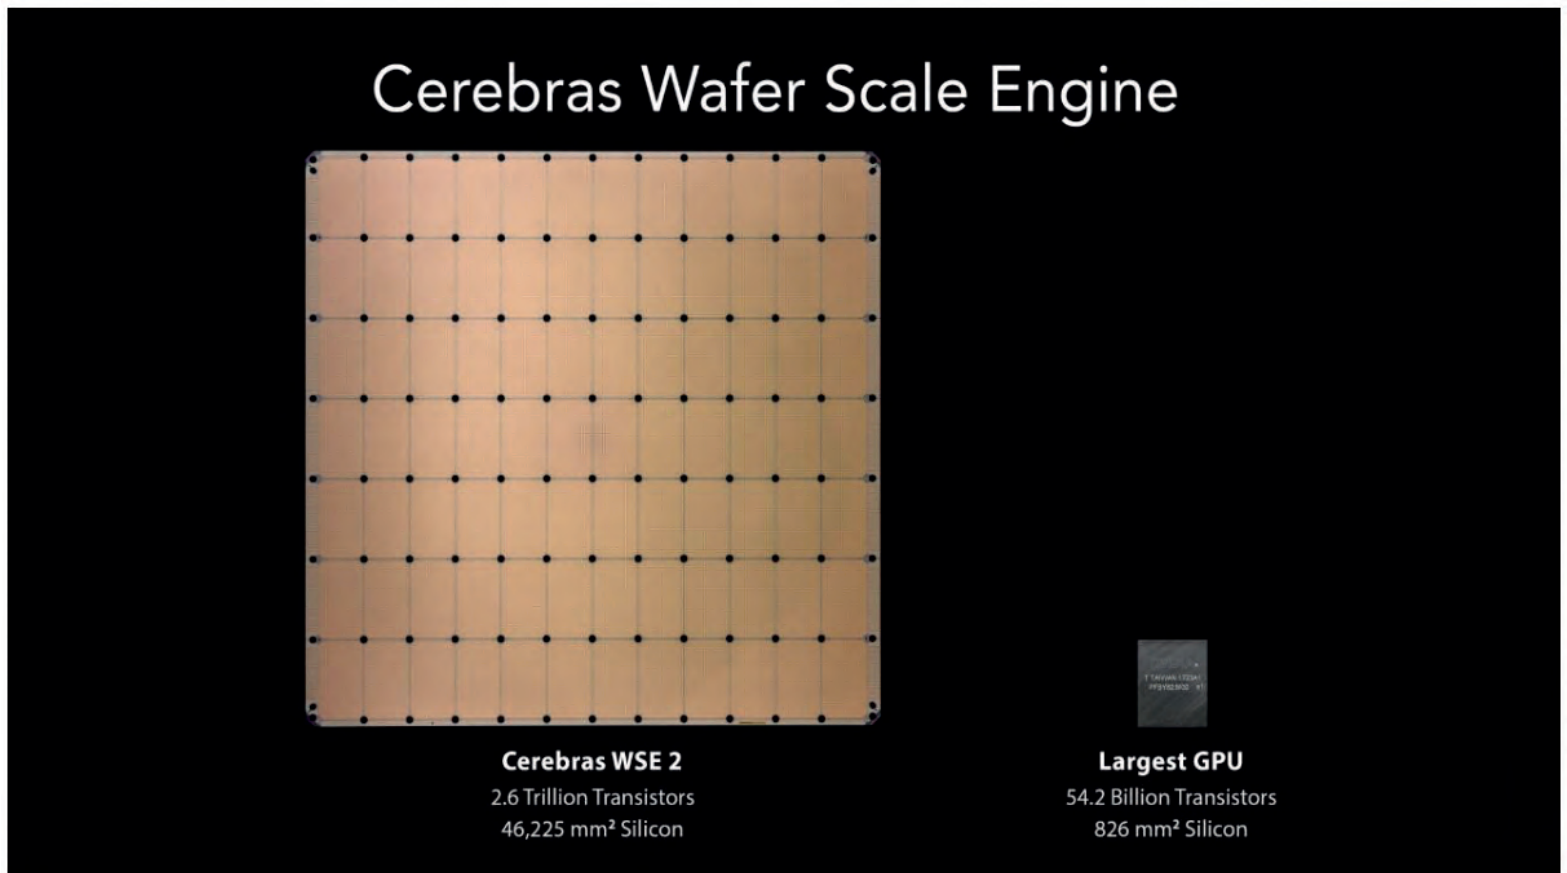 Cerebras Wafer Scale Engine
Cerebras WSE 2
2.6 Trillion Transistors
46,225 mm² Silicon
Largest GPU
54.2 Billion Transistors
826 mm² Silicon